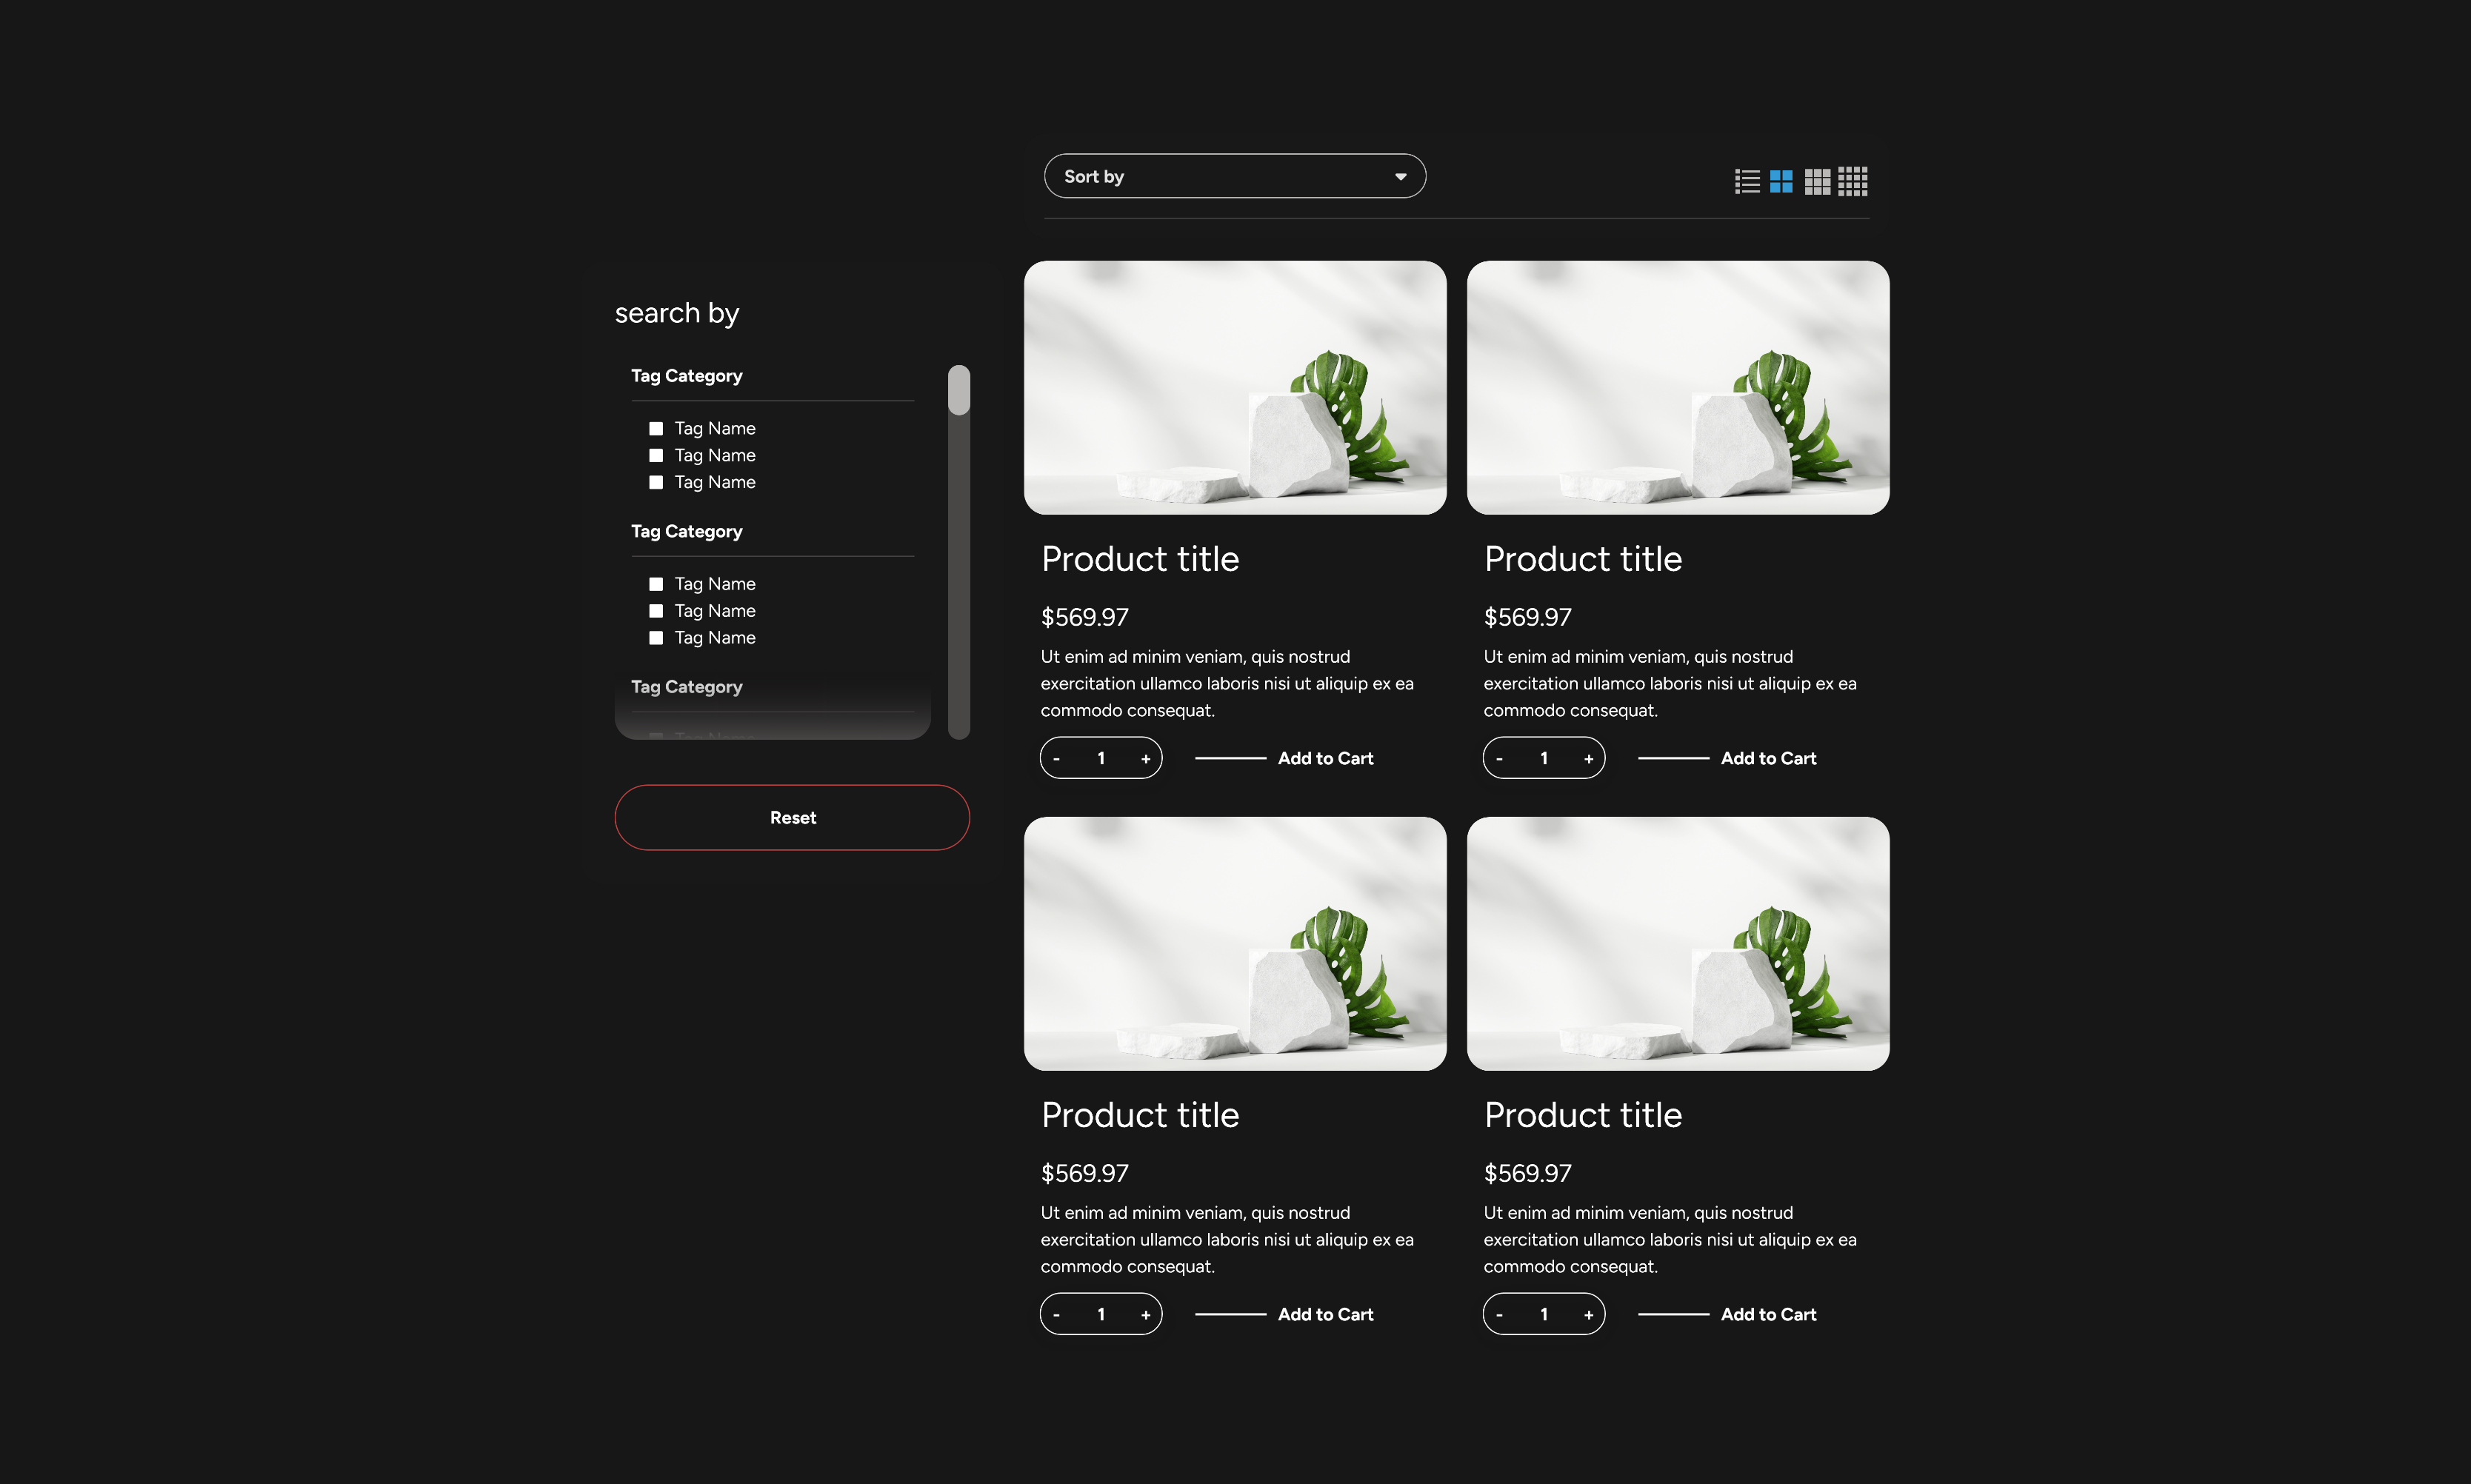 Sort by
search by
Tag Category
Tag Name
Tag Name
Tag Name
Tag Category
Tag Name
Tag Name
Tag Name
Tag Category
Tag Name
Reset
Product title
$569.97
Ut enim ad minim veniam, quis nostrud
exercitation ullamco laboris nisi ut aliquip ex ea
commodo consequat.
- 1 +
Add to Cart
Product title
$569.97
Ut enim ad minim veniam, quis nostrud
exercitation ullamco laboris nisi ut aliquip ex ea
commodo consequat.
- 1 +
Add to Cart
Product title
$569.97
Ut enim ad minim veniam, quis nostrud
exercitation ullamco laboris nisi ut aliquip ex ea
commodo consequat.
- 1 +
Add to Cart
Product title
$569.97
Ut enim ad minim veniam, quis nostrud
exercitation ullamco laboris nisi ut aliquip ex ea
commodo consequat.
- 1 +
Add to Cart